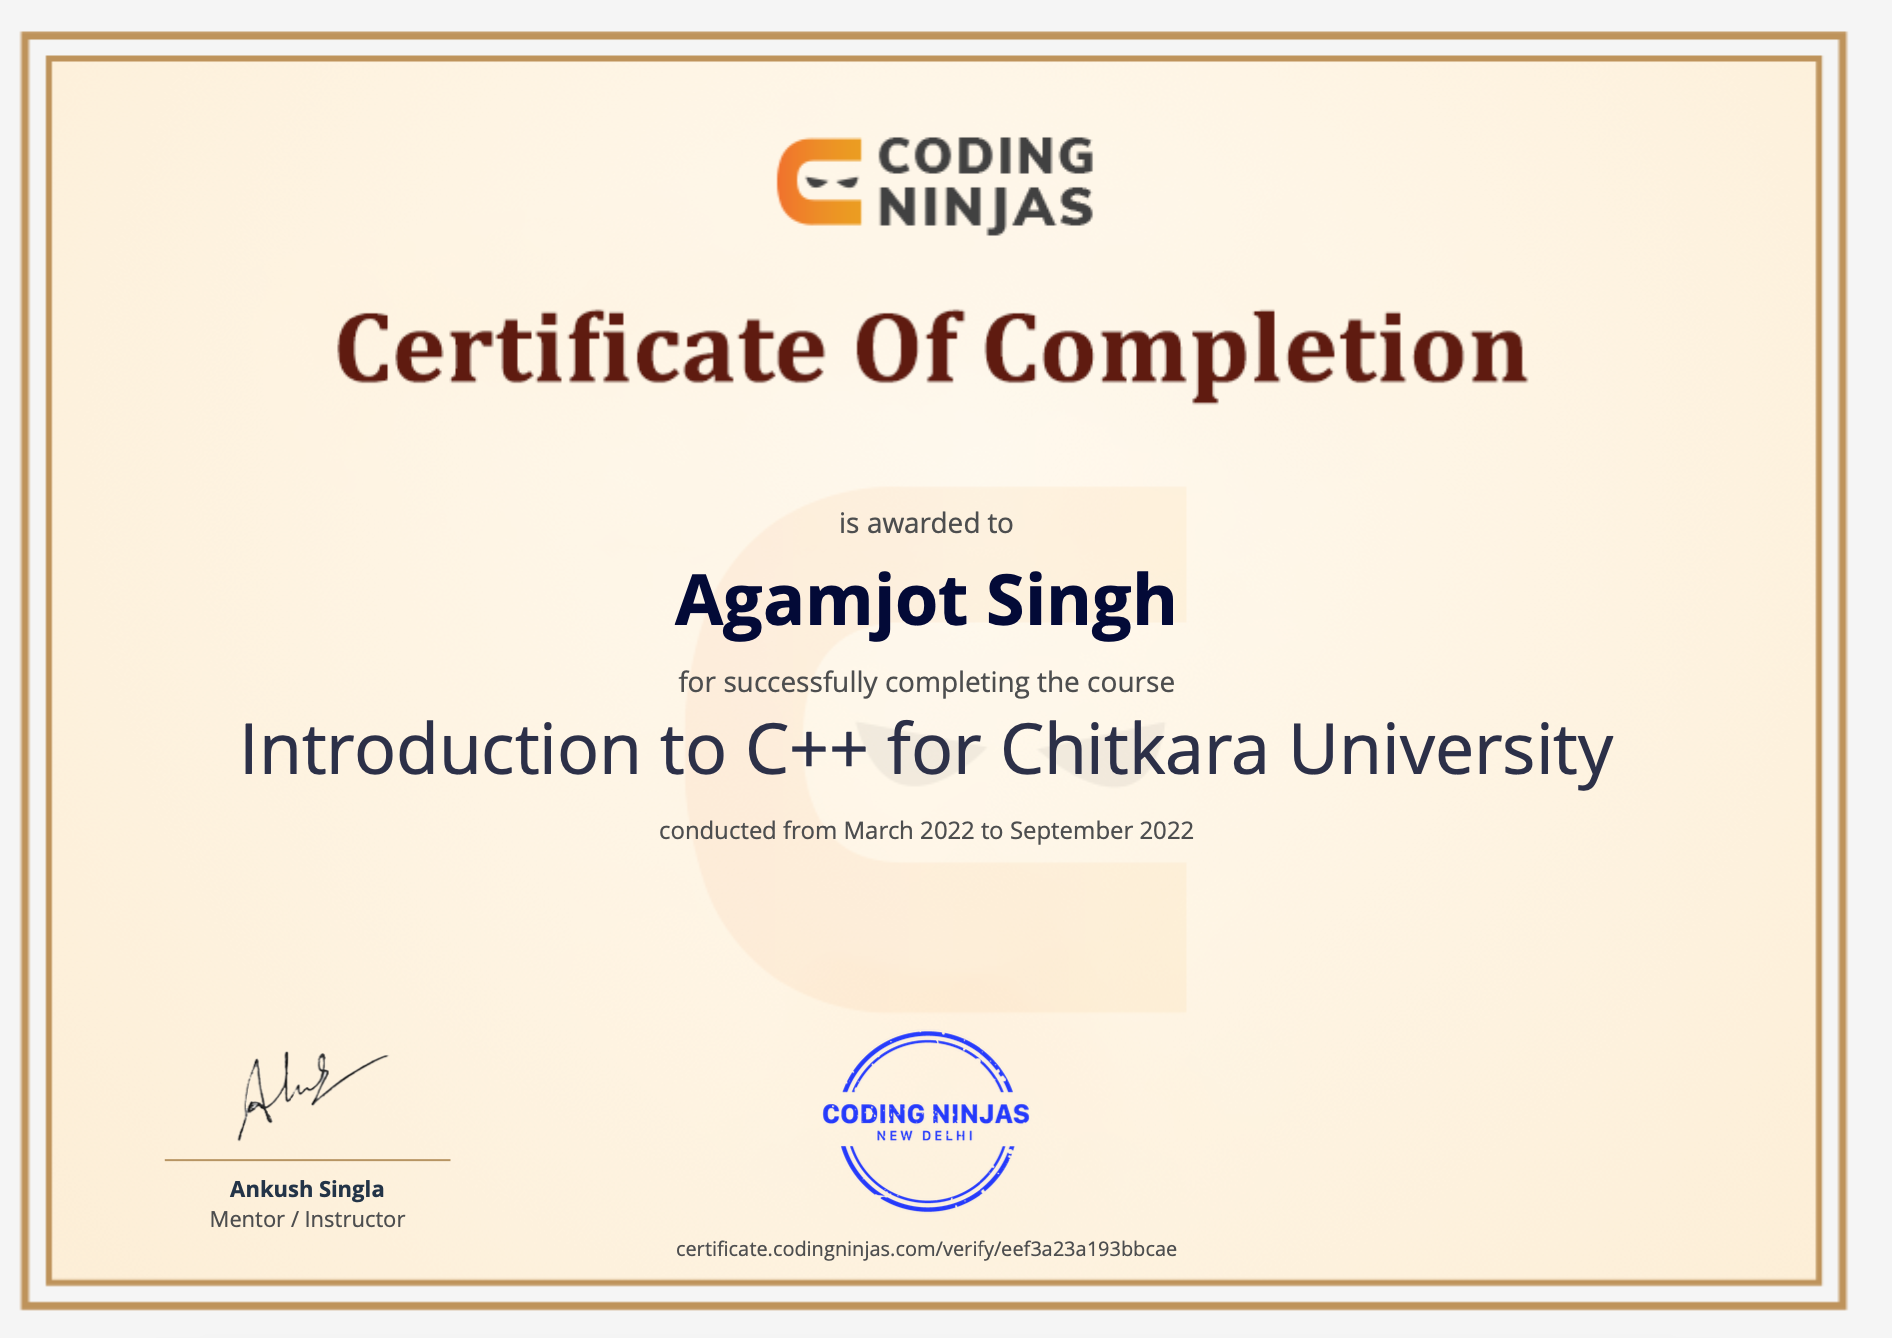 CODING
NINJAS
Certificate Of Completion
is awarded to
Agamjot Singh
for successfully completing the course
Introduction to C++ for Chitkara University
conducted from March 2022 to September 2022
Ankush Singla
Mentor / Instructor
CODING NINJAS
NEW DELHI
certificate.codingninjas.com/verify/eef3a23a193bbcae